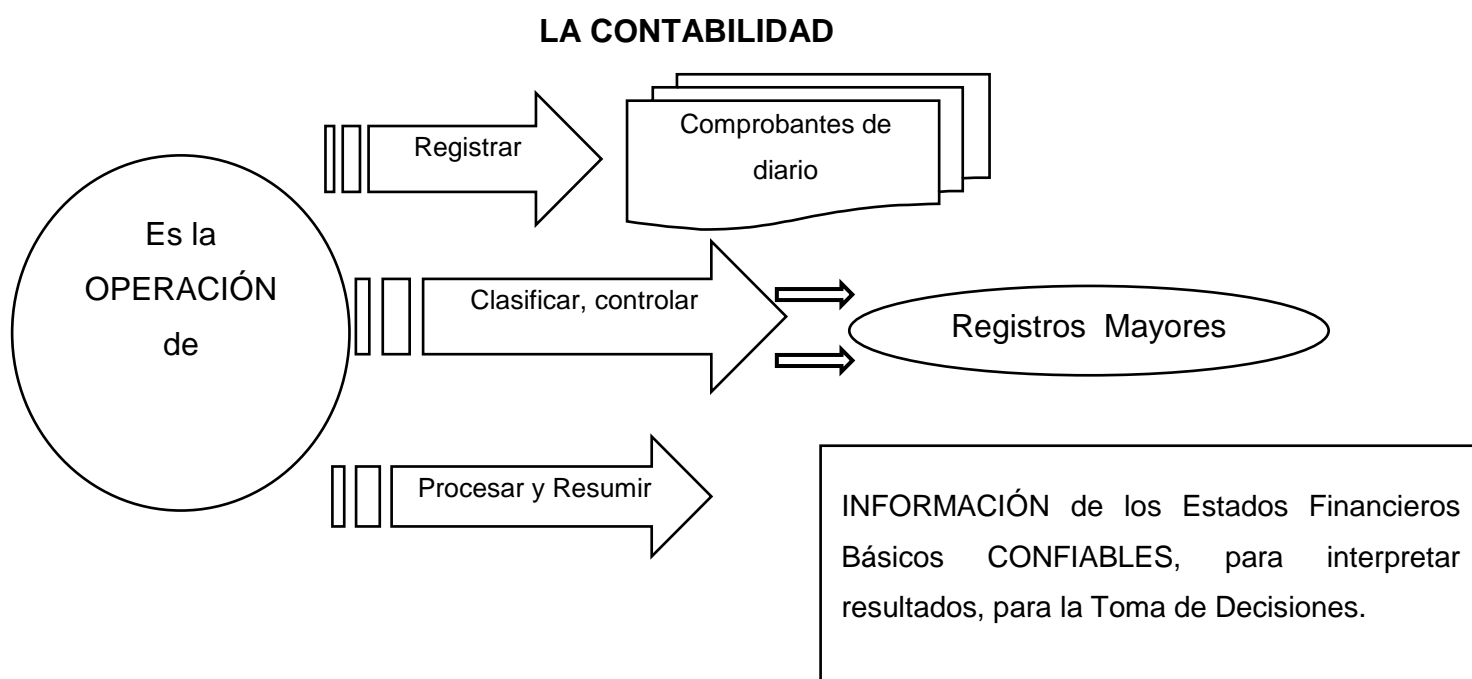 LA CONTABILIDAD
Registrar
Comprobantes de
diario
Es la
OPERACIÓN
de
Clasificar, controlar
Registros Mayores
Procesar y Resumir
INFORMACIÓN de los Estados Financieros
Básicos CONFIABLES, para interpretar
resultados, para la Toma de Decisiones.